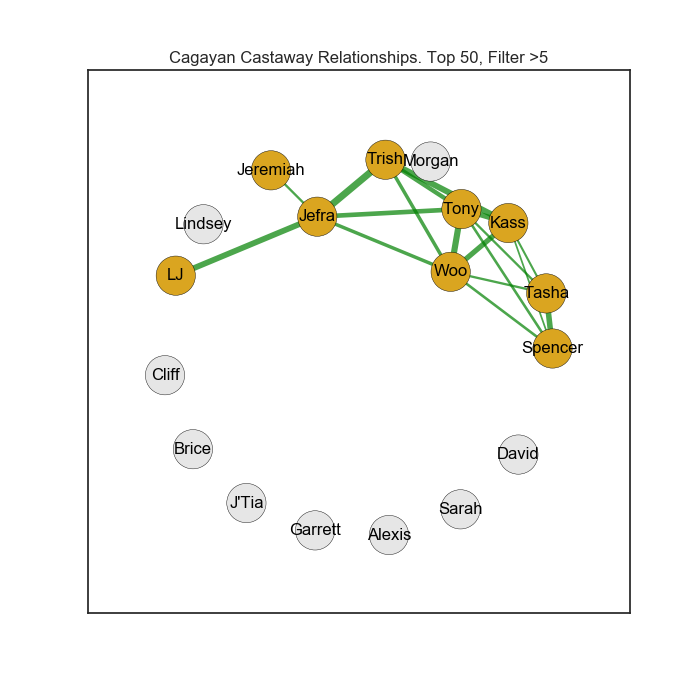 Cagayan Castaway Relationships. Top 50, Filter >5
Trish
Morgan
Jeremiah
Tony
Jefra
Lindsey
Kass
Woo
LJ
Tasha
Spencer
Cliff
Brice
David
J'Tia
Sarah
Garrett
Alexis